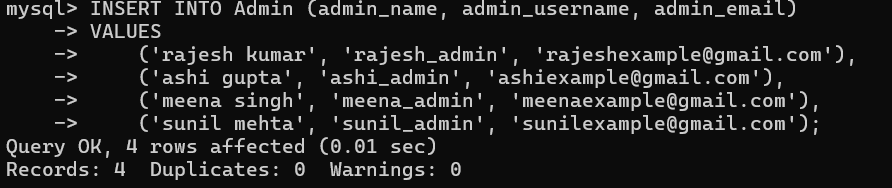 mysql> INSERT INTO Admin (admin_name, admin_username, admin_email)
    -> VALUES
    ->     ('rajesh kumar', 'rajesh_admin', 'rajeshexample@gmail.com'),
    ->     ('ashi gupta', 'ashi_admin', 'ashiexample@gmail.com'),
    ->     ('meena singh', 'meena_admin', 'meenaexample@gmail.com'),
    ->     ('sunil mehta', 'sunil_admin', 'sunilexample@gmail.com');
Query OK, 4 rows affected (0.01 sec)
Records: 4  Duplicates: 0  Warnings: 0